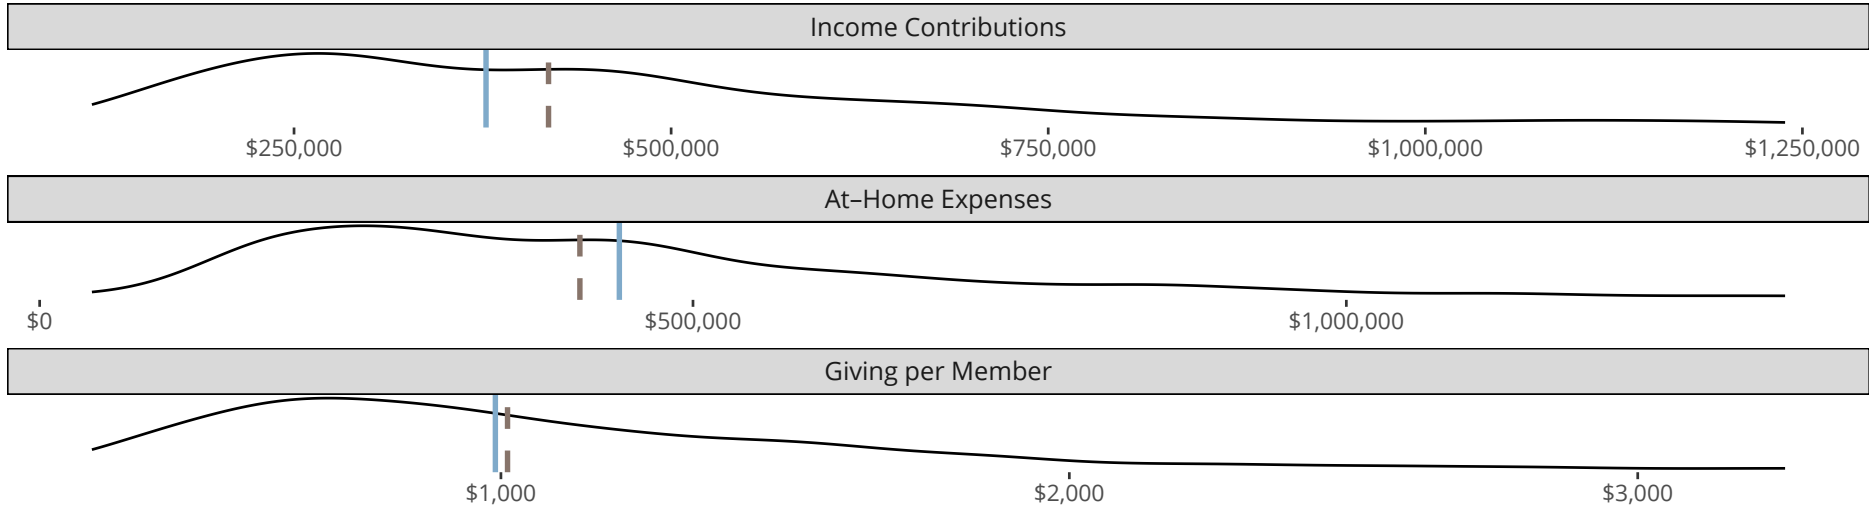 Income Contributions
$250,000 $500,000 $750,000 $1,000,000 $1,250,000
At–Home Expenses
$0 $500,000 $1,000,000
Giving per Member
$1,000 $2,000 $3,000